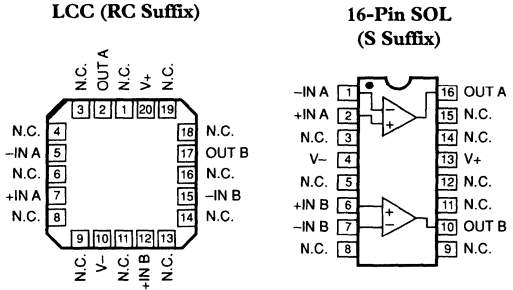 LCC (RC Suffix)
N.C. OUT A N.C. V+ N.C.
3 2 1 20 19
N.C. 4 18 N.C.
–IN A 5 17 OUT B
N.C. 6 16 N.C.
+IN A 7 15 –IN B
N.C. 8 14 N.C.
9 10 11 12 13
N.C. V– N.C. +IN B N.C.
16-Pin SOL
(S Suffix)
–IN A 1 16 OUT A
+IN A 2 15 N.C.
N.C. 3 14 N.C.
V– 4 13 V+
N.C. 5 12 N.C.
+IN B 6 11 N.C.
–IN B 7 10 OUT B
N.C. 8 9 N.C.
– +
+ –